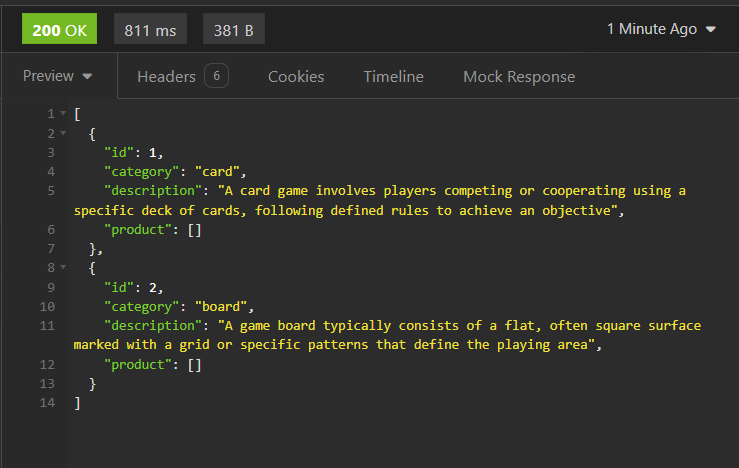 200 OK 811 ms 381 B 1 Minute Ago
Preview Headers 6 Cookies Timeline Mock Response
1 [
2 {
3 "id": 1,
4 "category": "card",
5 "description": "A card game involves players competing or cooperating using a
specific deck of cards, following defined rules to achieve an objective",
6 "product": []
7 },
8 {
9 "id": 2,
10 "category": "board",
11 "description": "A game board typically consists of a flat, often square surface
marked with a grid or specific patterns that define the playing area",
12 "product": []
13 }
14 ]